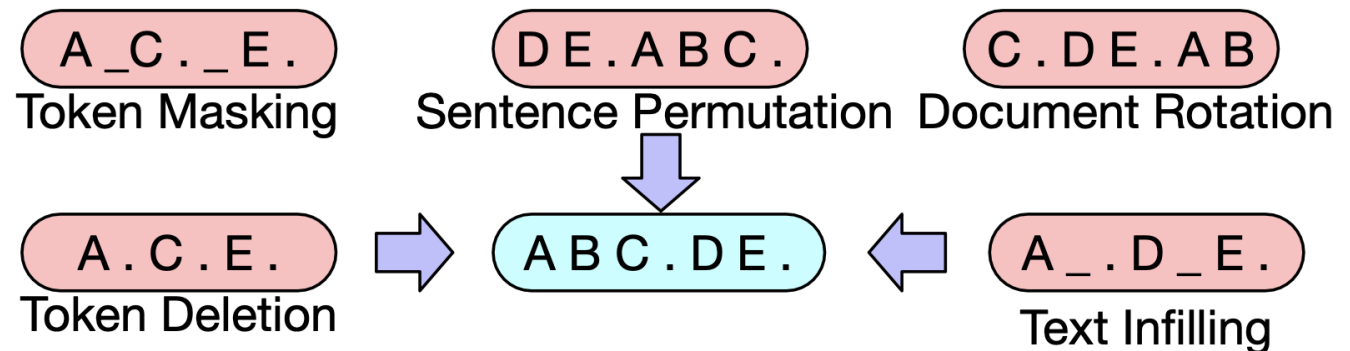 A _C . _ E .
Token Masking
D E . A B C .
Sentence Permutation
C . D E . A B
Document Rotation
A . C . E .
Token Deletion
A B C . D E .
A _ . D _ E .
Text Infilling